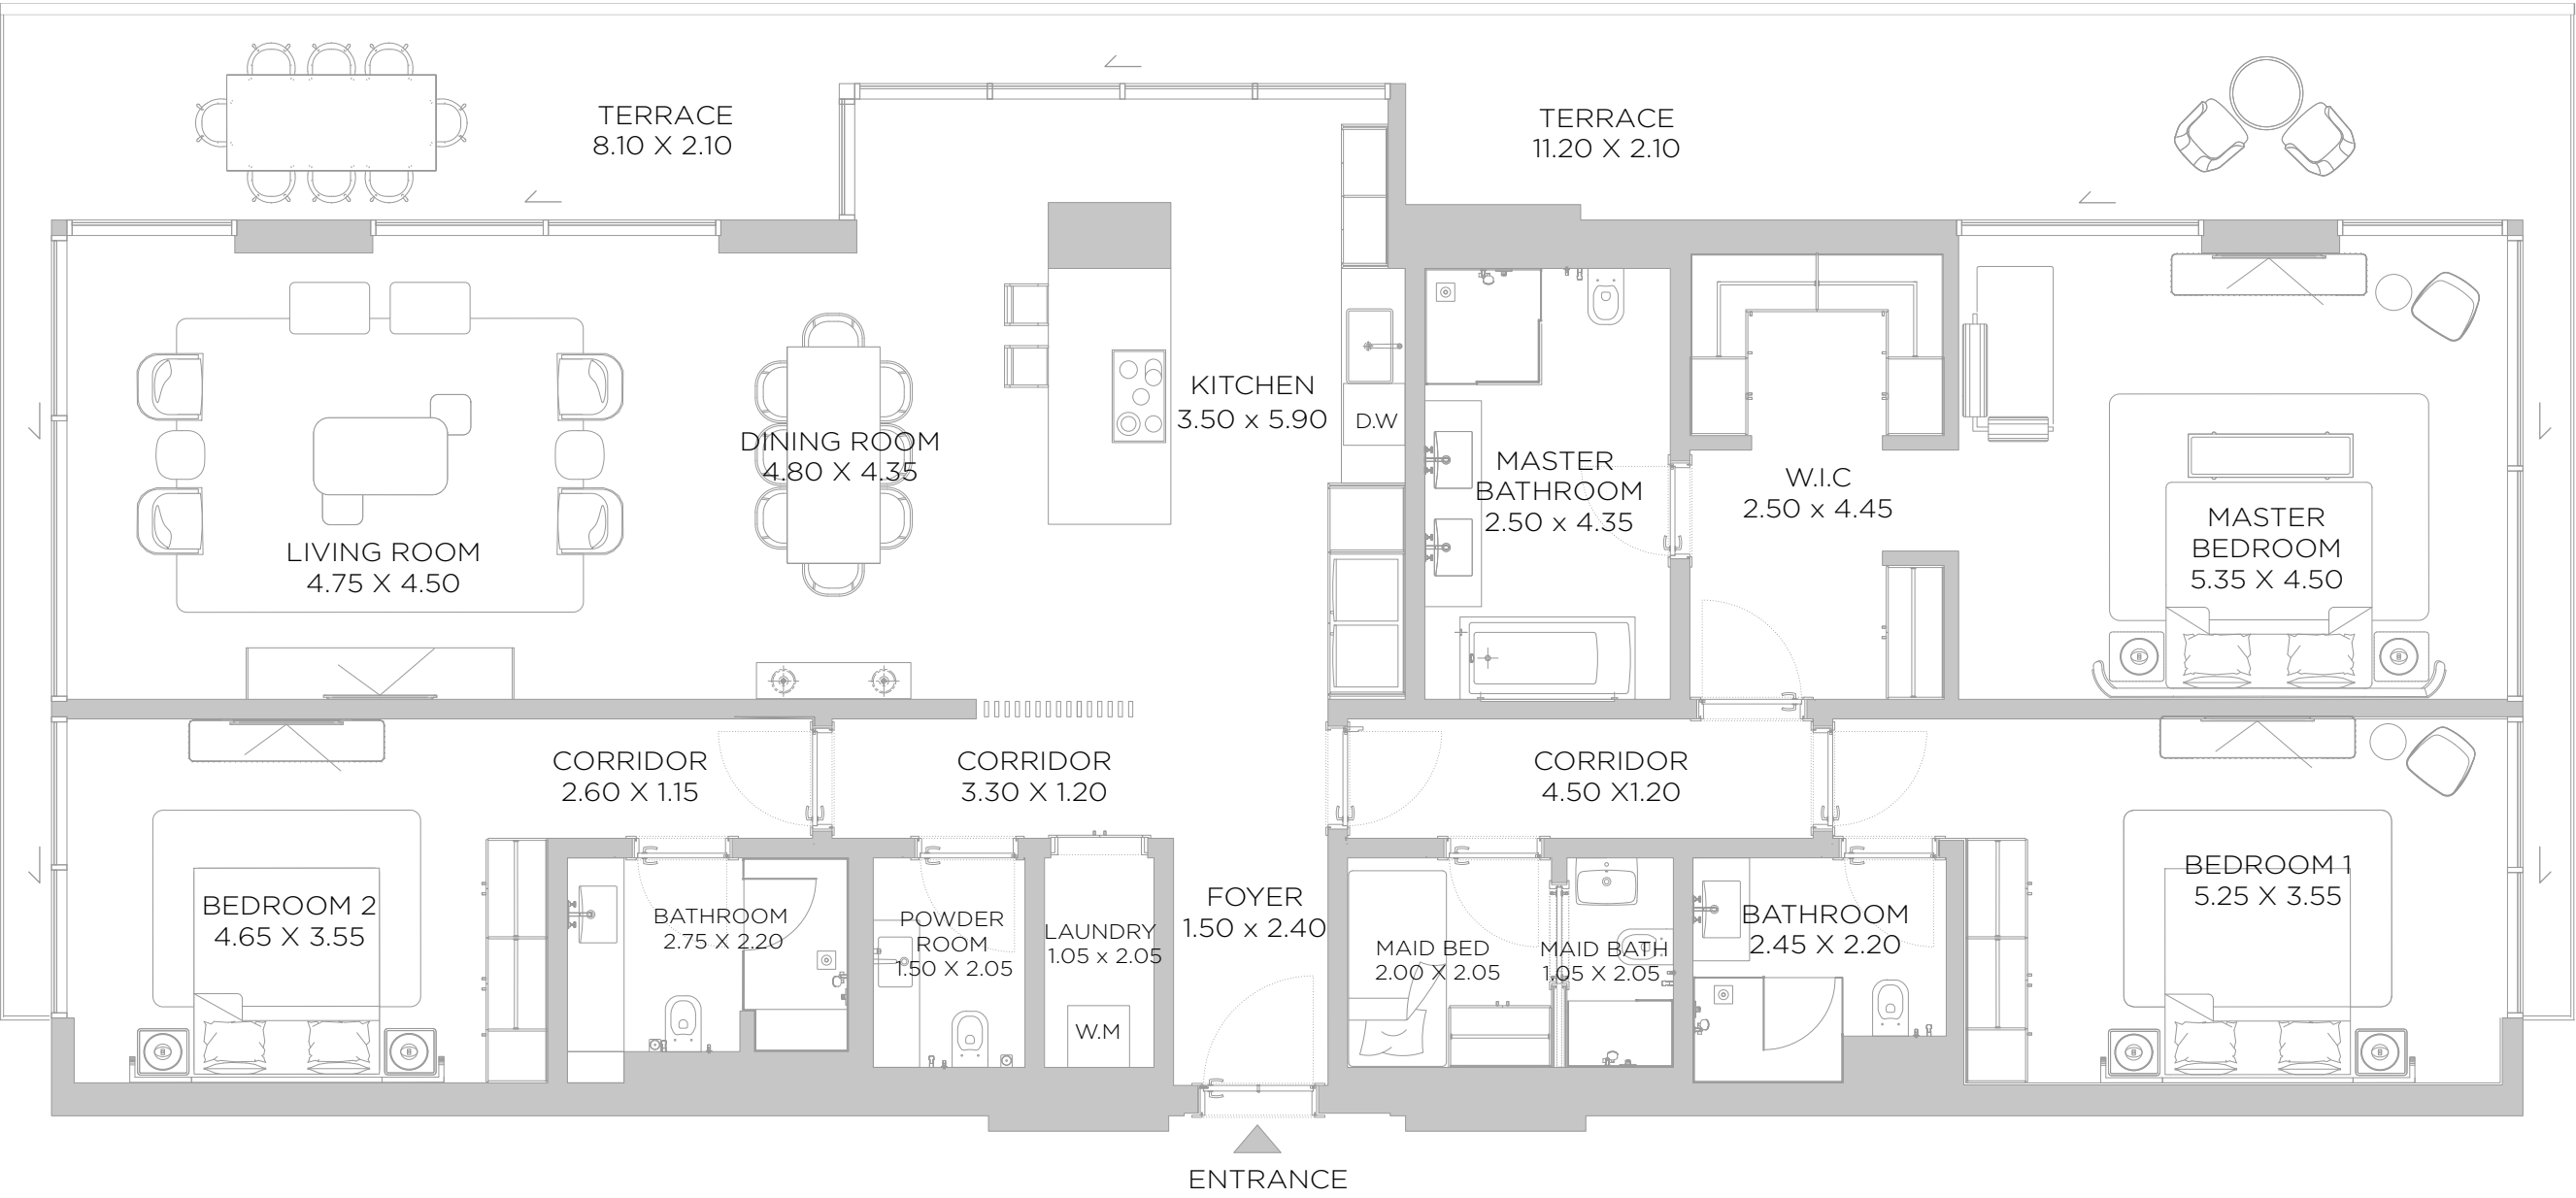 TERRACE
8.10 X 2.10
TERRACE
11.20 X 2.10
KITCHEN
3.50 x 5.90
D.W
DINING ROOM
4.80 X 4.35
LIVING ROOM
4.75 X 4.50
MASTER
BATHROOM
2.50 x 4.35
W.I.C
2.50 x 4.45
MASTER
BEDROOM
5.35 X 4.50
CORRIDOR
2.60 X 1.15
CORRIDOR
3.30 X 1.20
CORRIDOR
4.50 X1.20
BEDROOM 2
4.65 X 3.55
BATHROOM
2.75 X 2.20
POWDER
ROOM
1.50 X 2.05
LAUNDRY
1.05 x 2.05
W.M
FOYER
1.50 x 2.40
MAID BED
2.00 X 2.05
MAID BATH
1.05 X 2.05
BATHROOM
2.45 X 2.20
BEDROOM 1
5.25 X 3.55
ENTRANCE